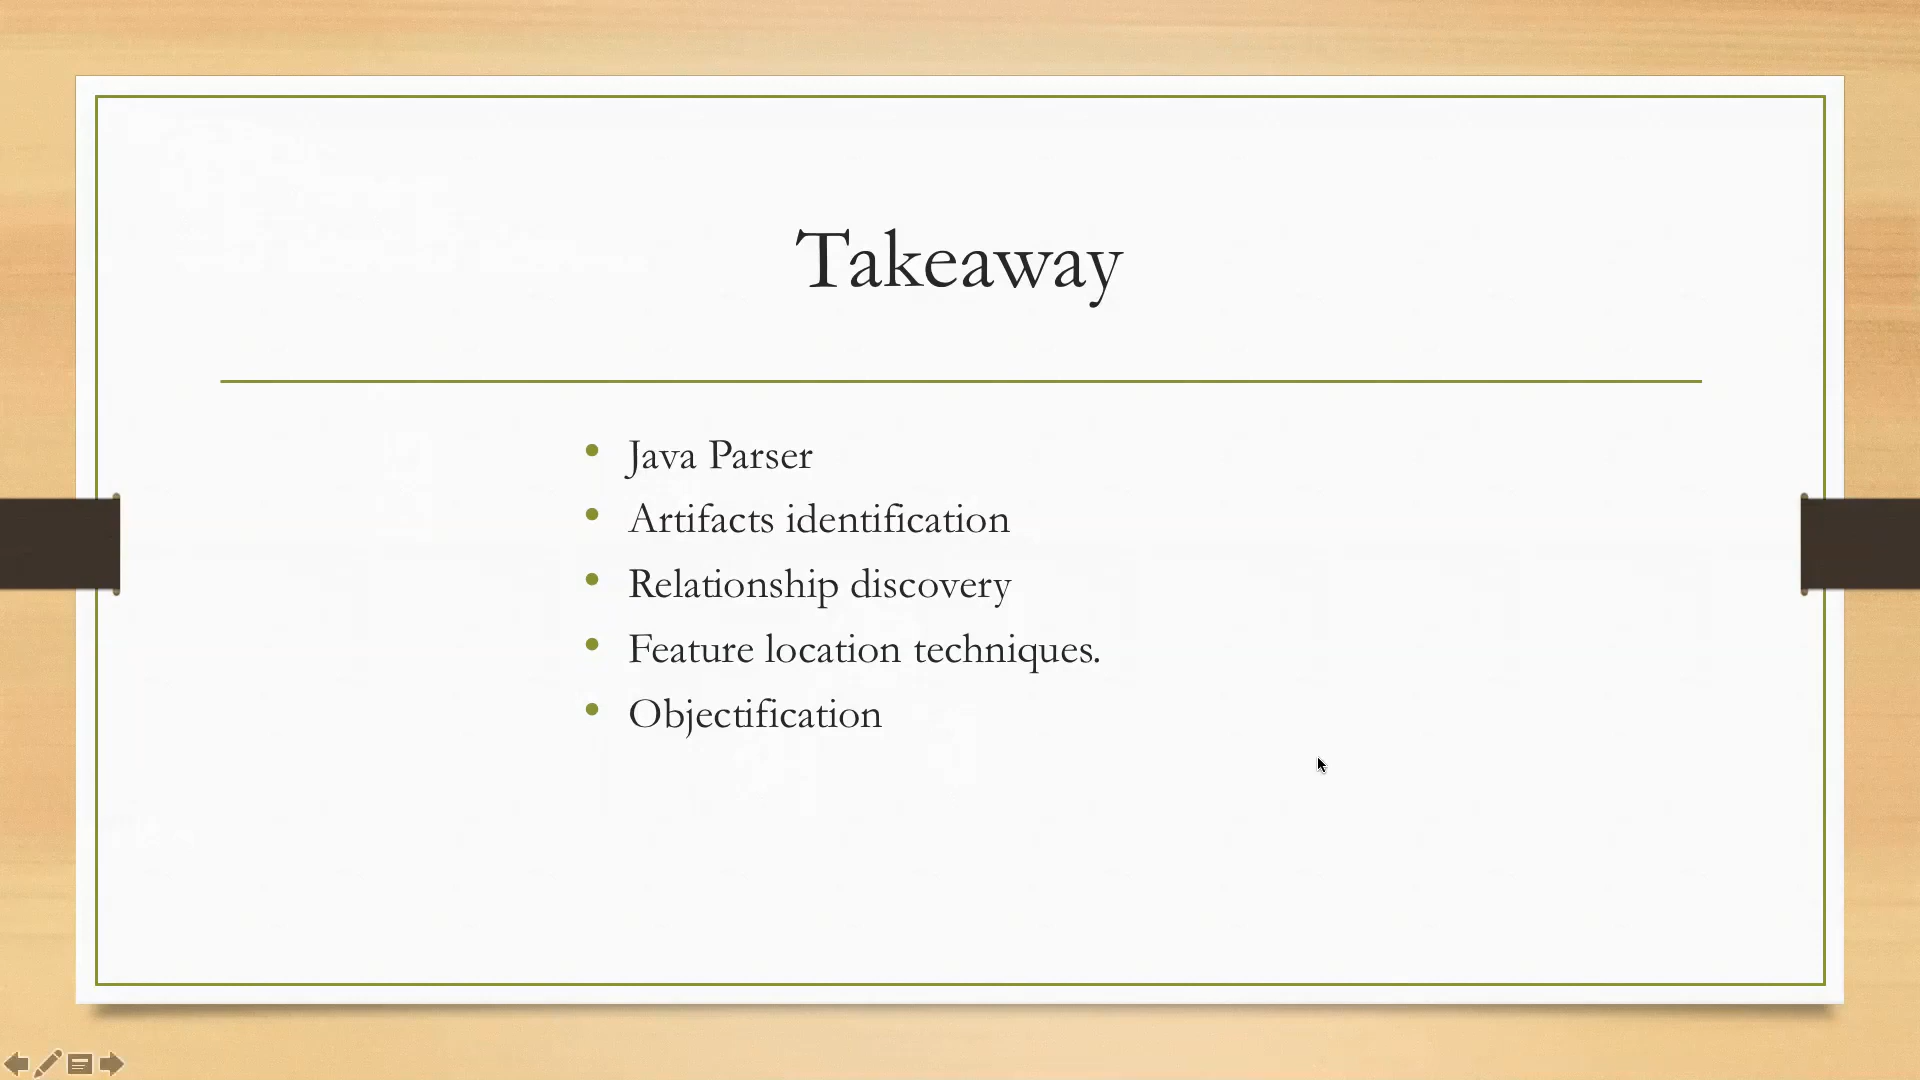 Takeaway
Java Parser
Artifacts identification
Relationship discovery
Feature location techniques.
Objectification